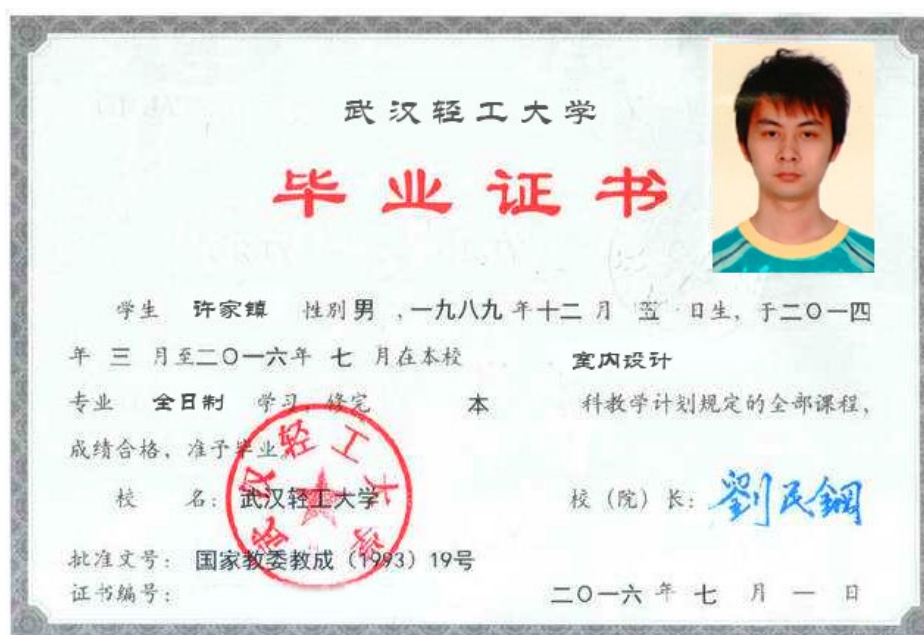 武汉轻工大学
毕业证书
学生 许家镇 性别 男 ,一九八九 年 十二 月 五 日生, 于二〇一四
年 三 月至二〇一六年 七 月在本校 室内设计
专业 全日制 学习, 修完 本 科教学计划规定的全部课程,
成绩合格, 准予毕业。
校 名: 武汉轻工大学 校 (院) 长: 劉民鋼
批准文号: 国家教委教成 (1993) 19号
证书编号:
二〇一六 年 七 月 一 日
武汉轻工大学